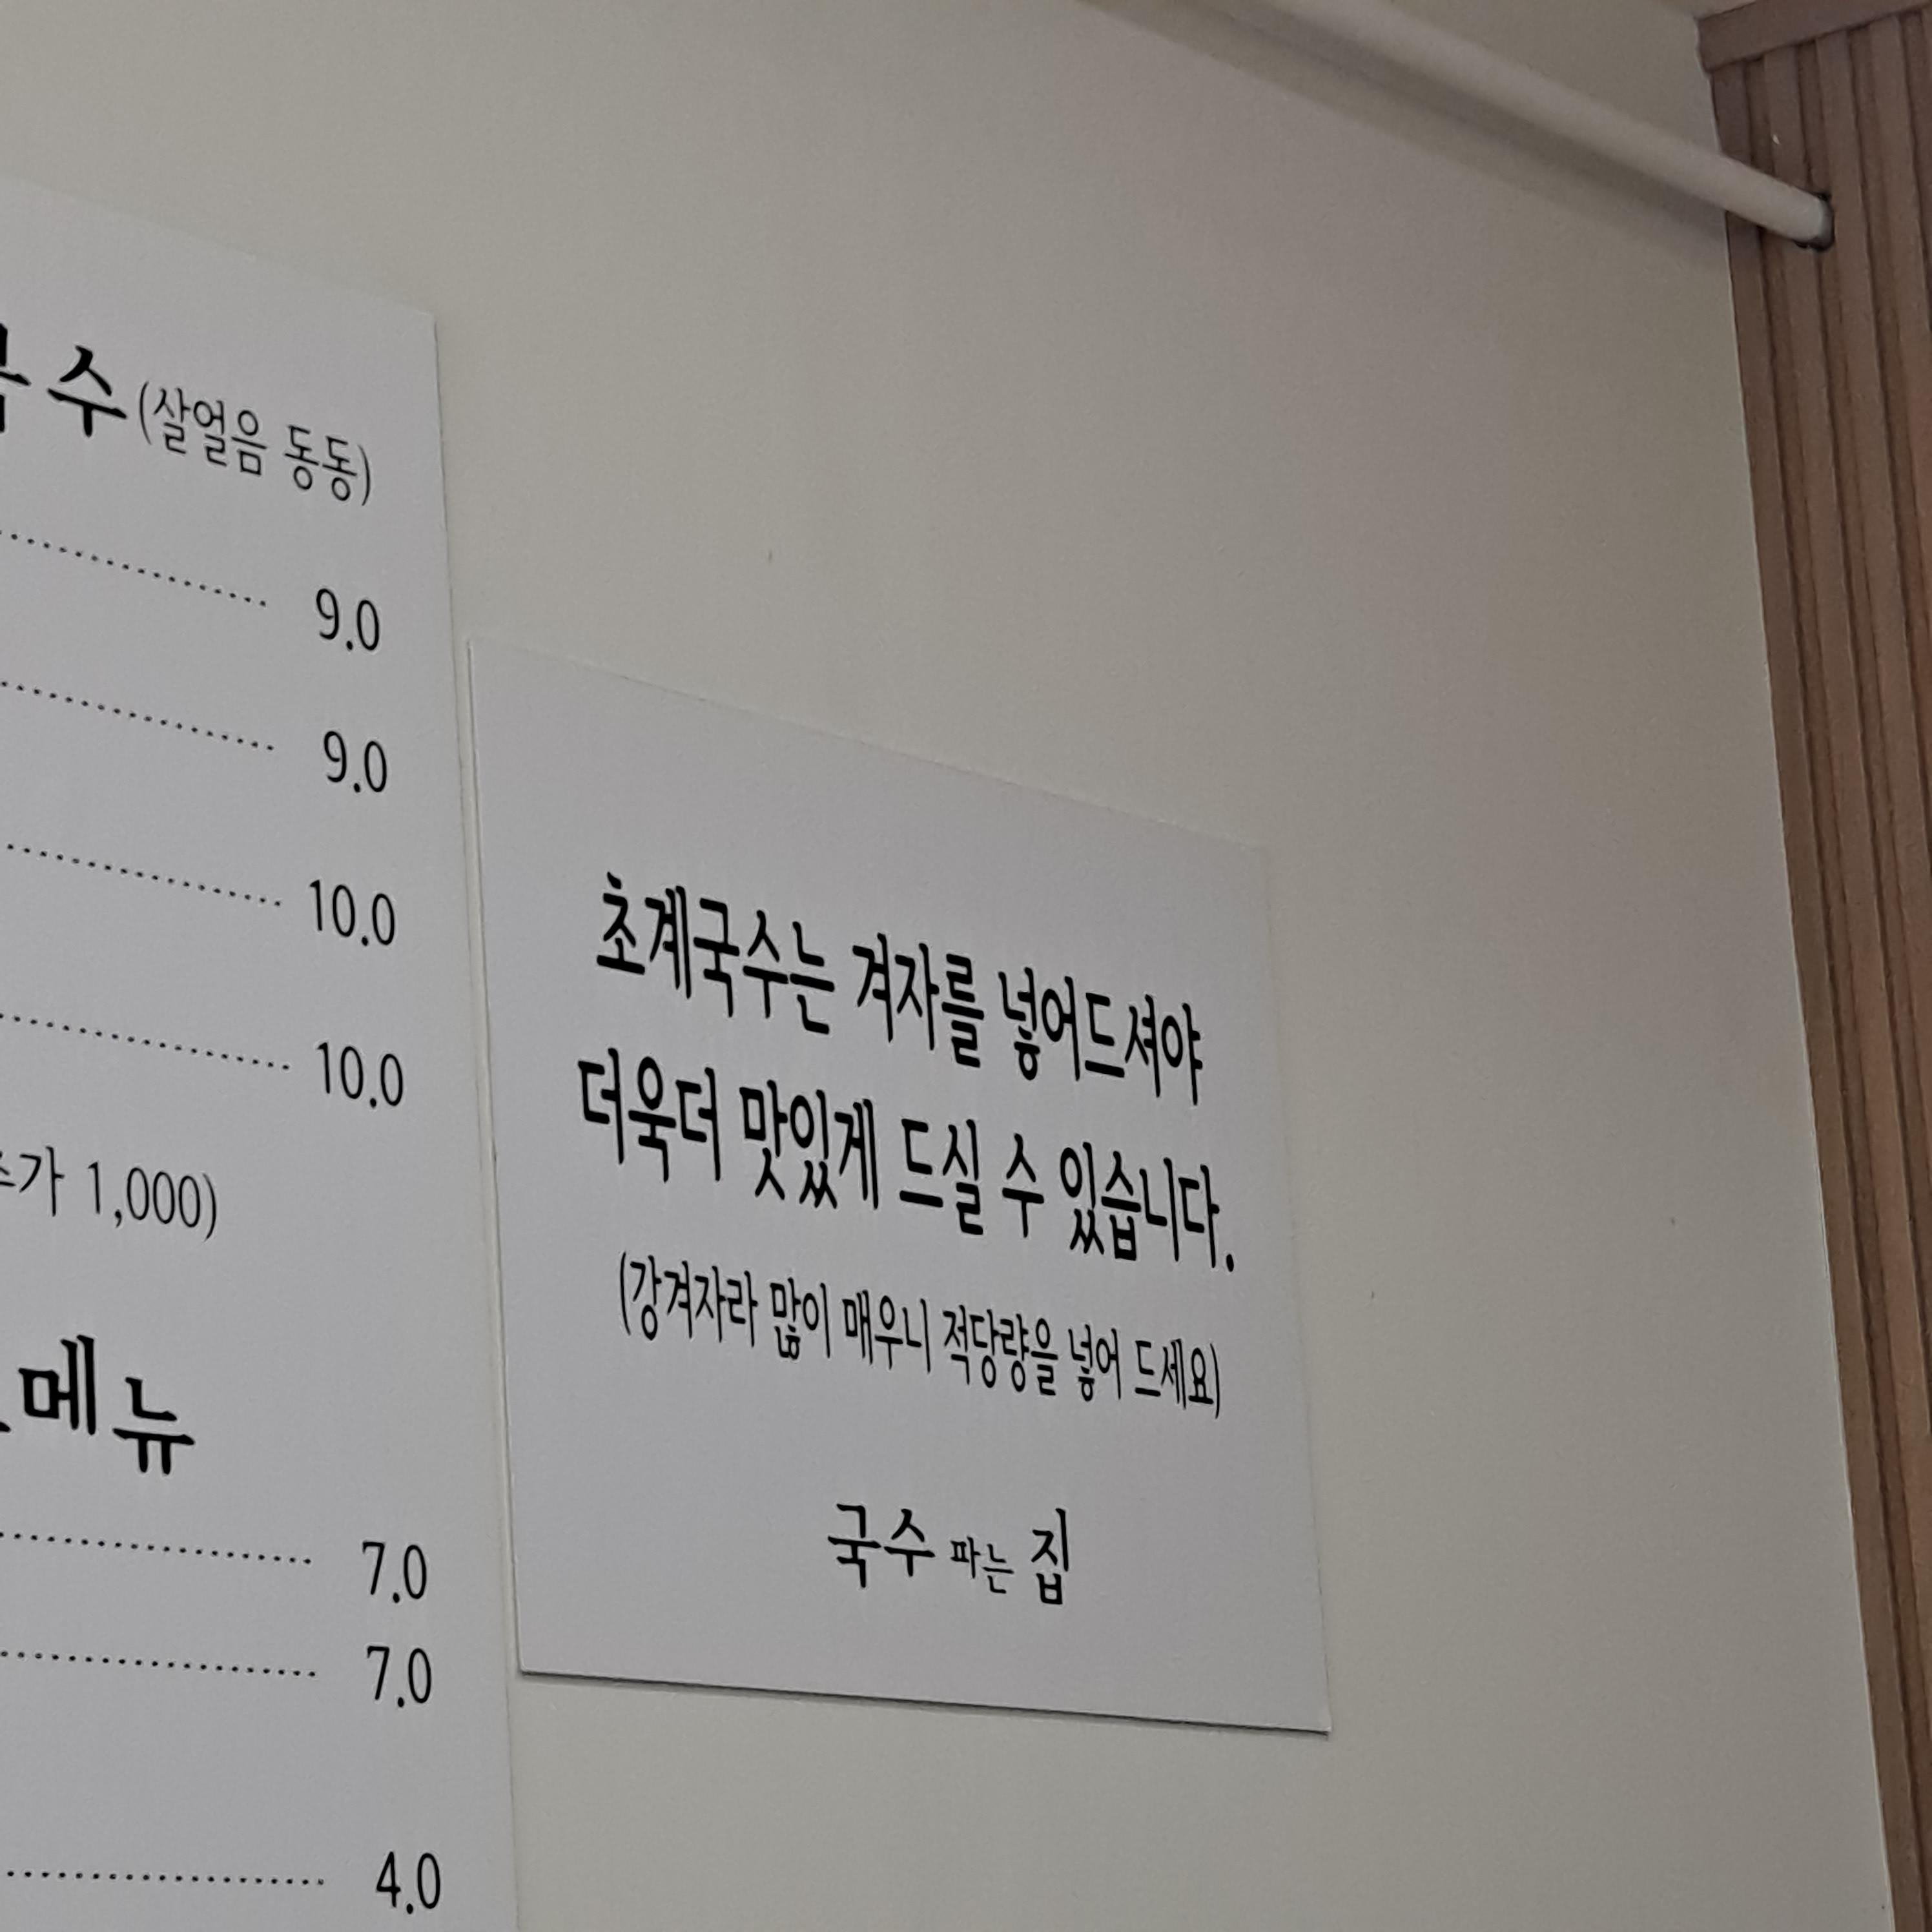 수 (살얼음 동동)
9.0
9.0
10.0
10.0
가 1,000)
메뉴
7.0
7.0
4.0
초계국수는 겨자를 넣어드셔야
더욱더 맛있게 드실 수 있습니다.
(강겨자라 많이 매우니 적당량을 넣어 드세요)
국수 파는 집